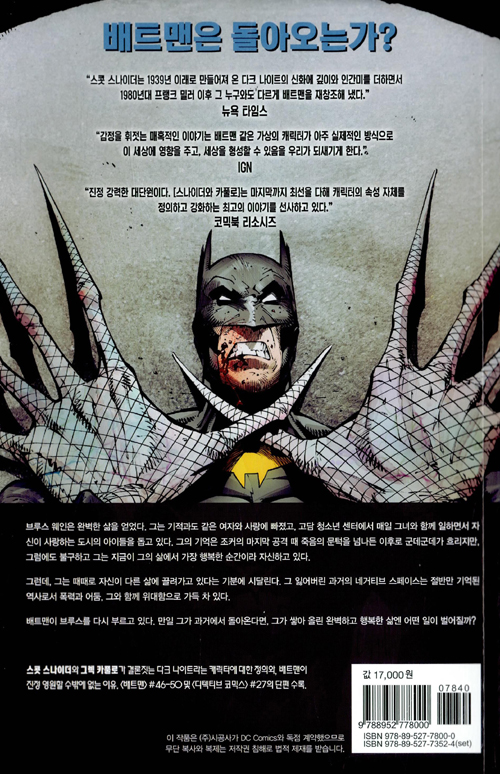 배트맨은 돌아오는가?
“스콧 스나이더는 1939년 이래로 만들어져 온 다크 나이트의 신화에 깊이와 인간미를 더하면서
1980년대 프랭크 밀러 이후 그 누구와도 다르게 배트맨을 재창조해 냈다.”
뉴욕 타임스
“감정을 휘젓는 매혹적인 이야기는 배트맨 같은 가상의 캐릭터가 아주 실제적인 방식으로
이 세상에 영향을 주고, 세상을 형성할 수 있음을 우리가 되새기게 한다.”
IGN
“진정 강력한 대단원이다. [스나이더와 카풀로]는 마지막까지 최선을 다해 캐릭터의 속성 자체를
정의하고 강화하는 최고의 이야기를 선사하고 있다.”
코믹북 리소시즈
브루스 웨인은 완벽한 삶을 얻었다. 그는 기적과도 같은 여자와 사랑에 빠졌고, 고담 청소년 센터에서 매일 그녀와 함께 일하면서 자
신이 사랑하는 도시의 아이들을 돕고 있다. 그의 기억은 조커의 마지막 공격 때 죽음의 문턱을 넘나든 이후로 군데군데가 흐리지만,
그럼에도 불구하고 그는 지금이 그의 삶에서 가장 행복한 순간이라 자신하고 있다.
그런데, 그는 때때로 자신이 다른 삶에 끌려가고 있다는 기분에 시달린다. 그 잃어버린 과거의 네거티브 스페이스는 절반만 기억된
역사로서 폭력과 어둠, 그와 함께 위대함으로 가득 차 있다.
배트맨이 브루스를 다시 부르고 있다. 만일 그가 과거에서 돌아온다면, 그가 쌓아 올린 완벽하고 행복한 삶엔 어떤 일이 벌어질까?
스콧 스나이더와 그렉 카풀로가 결론짓는 다크 나이트라는 캐릭터에 대한 정의와, 배트맨이
진정 영원할 수밖에 없는 이유, 〈배트맨〉 #46~50 및 〈디텍티브 코믹스〉 #27의 단편 수록.
값 17,000원
07840
9 788952 778000
ISBN 978-89-527-7800-0
ISBN 978-89-527-7352-4(set)
이 작품은 (주)시공사가 DC Comics와 독점 계약했으므로
무단 복사와 복제는 저작권 침해로 법적 제재를 받습니다.